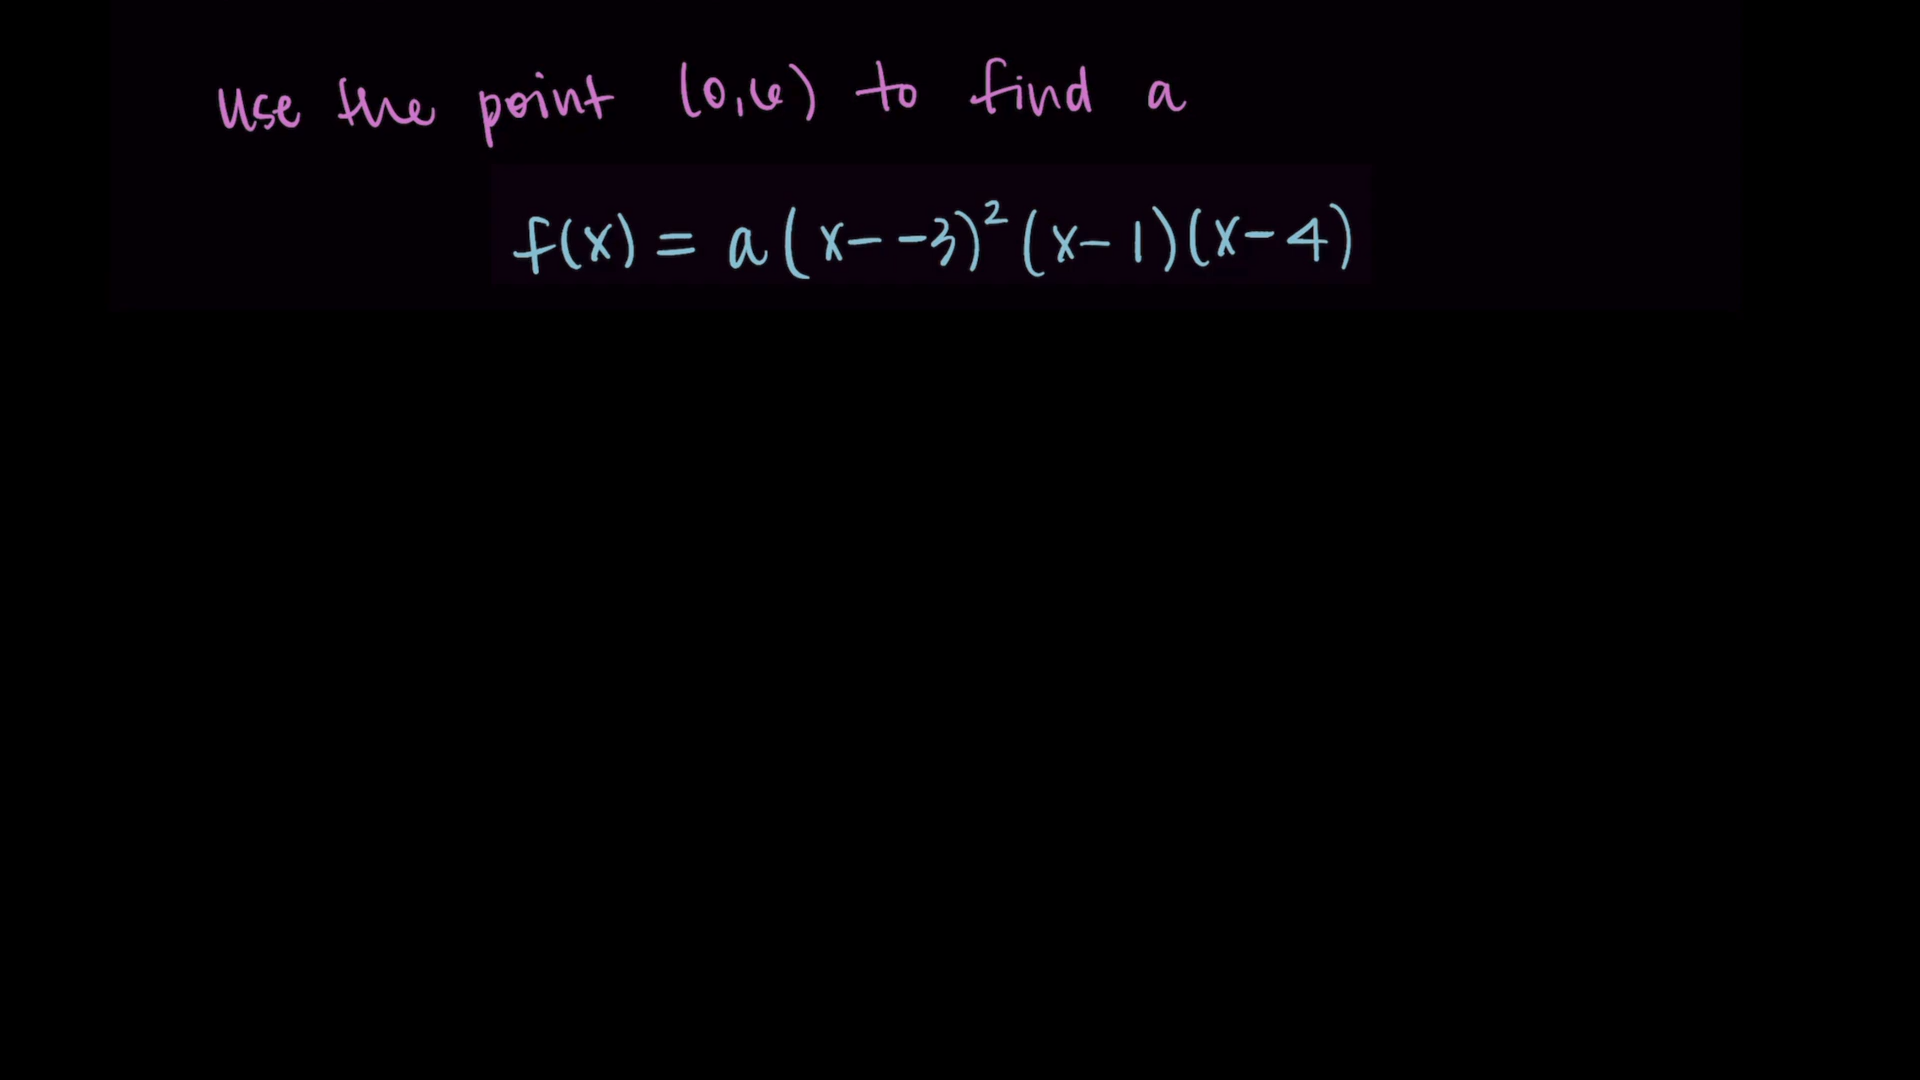 use the point (0,6) to find a
f(x) = a(x--3)²(x-1)(x-4)